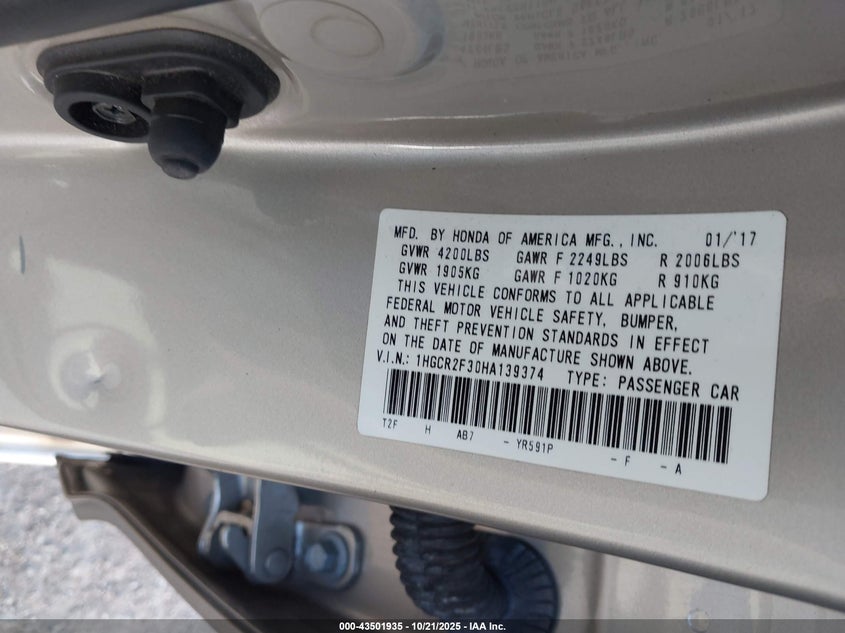 MFD. BY HONDA OF AMERICA MFG., INC. 01/'17
GVWR 4200LBS GAWR F 2249LBS R 2006LBS
GVWR 1905KG GAWR F 1020KG R 910KG
THIS VEHICLE CONFORMS TO ALL APPLICABLE
FEDERAL MOTOR VEHICLE SAFETY, BUMPER,
AND THEFT PREVENTION STANDARDS IN EFFECT
ON THE DATE OF MANUFACTURE SHOWN ABOVE.
V.I.N.: 1HGCR2F30HA139374 TYPE: PASSENGER CAR
T2F H AB7 - YR591P - F - A
000-43501935 - 10/21/2025 - IAA Inc.